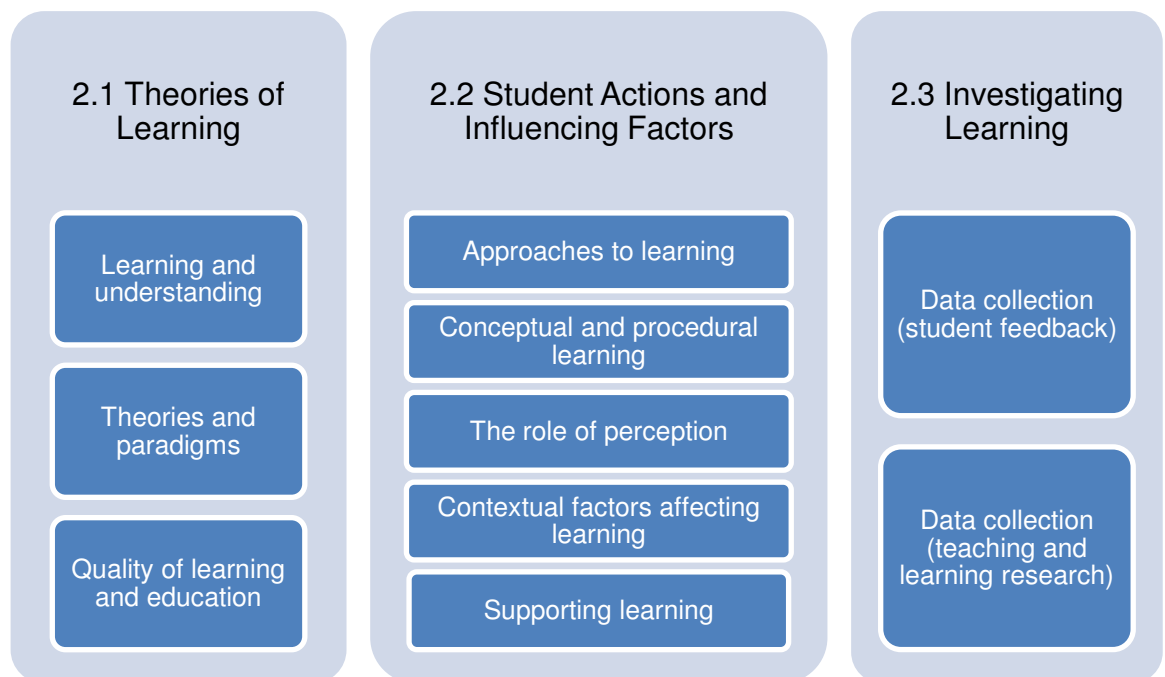 2.1 Theories of
Learning
Learning and
understanding
Theories and
paradigms
Quality of learning
and education
2.2 Student Actions and
Influencing Factors
Approaches to learning
Conceptual and procedural
learning
The role of perception
Contextual factors affecting
learning
Supporting learning
2.3 Investigating
Learning
Data collection
(student feedback)
Data collection
(teaching and
learning research)